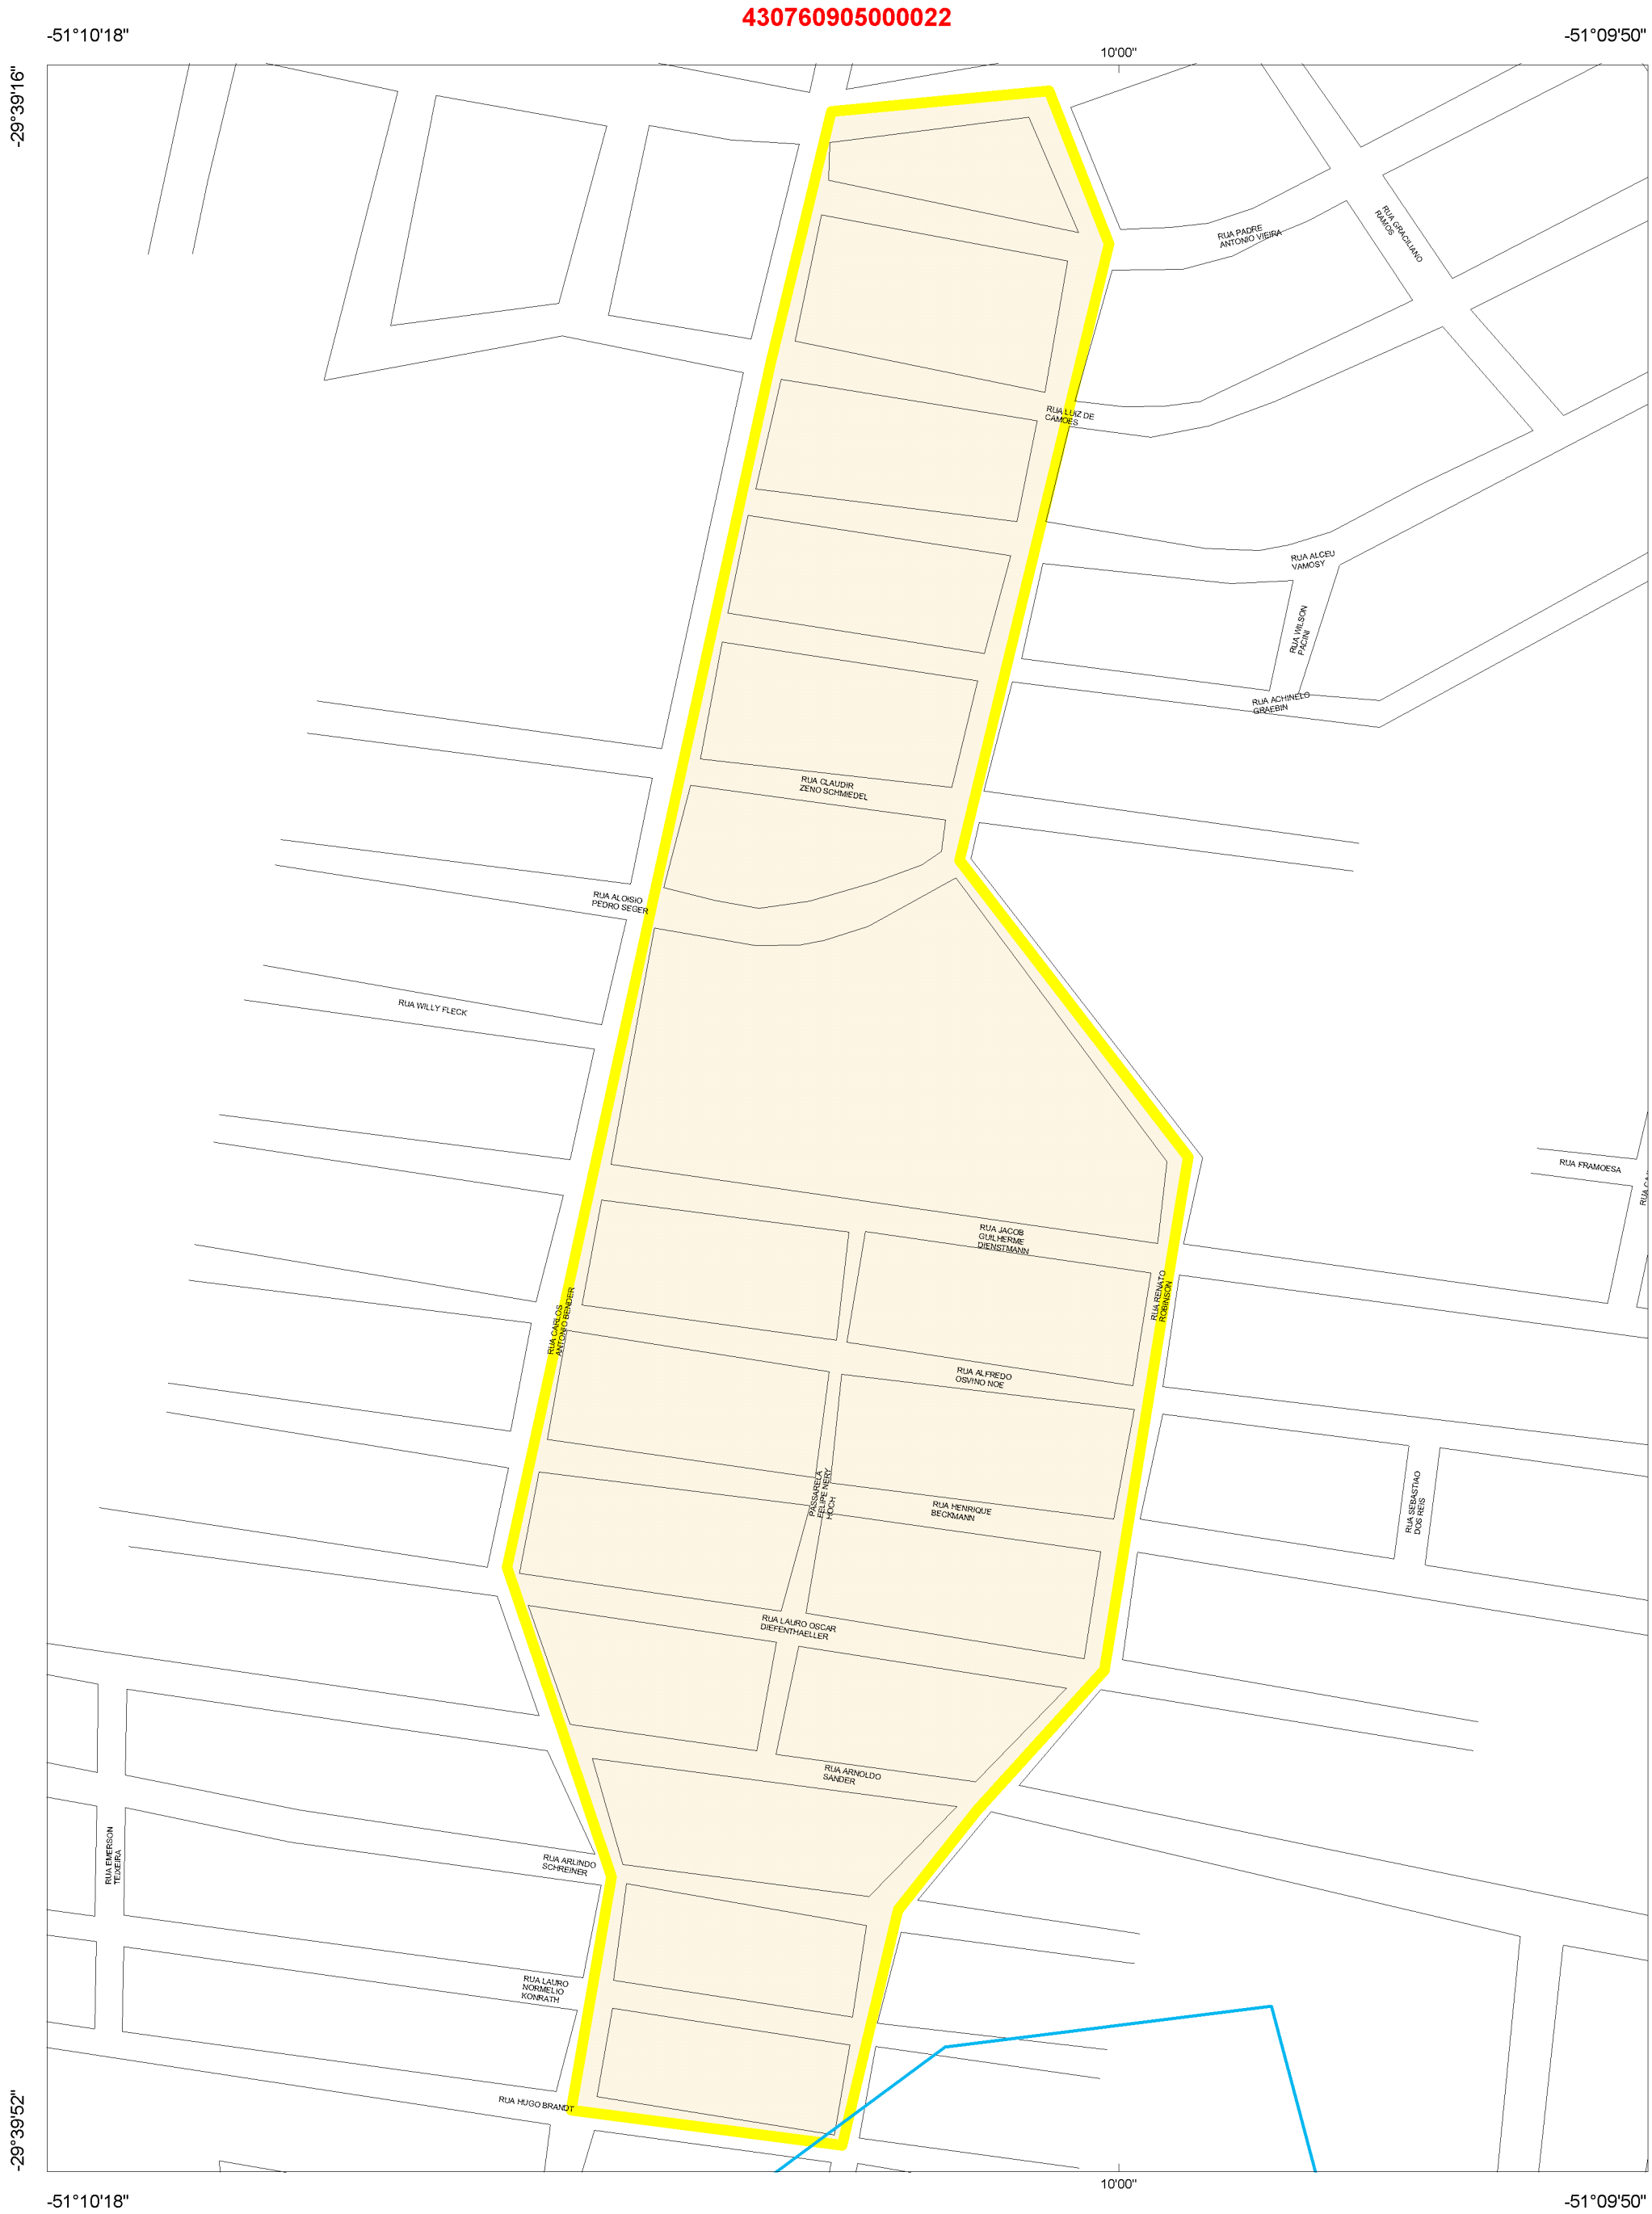 430760905000022
-51°10'18"
-51°09'50"
10'00"
-29°39'16"
RUA PADRE
ANTONIO VIEIRA
RUA GRACILIANO
RAMOS
RUA LUIZ DE
CAMOES
RUA ALCEU
VAMOSY
RUA WILSON
PACINI
RUA ACHINELO
GRAEBIN
RUA CLAUDIR
ZENO SCHMIEDEL
RUA ALOISIO
PEDRO SEGER
RUA WILLY FLECK
RUA FRAMOESA
RUA JACOB
GUILHERME
DIENSTMANN
RUA RENATO
ROBINSON
RUA CARLOS
ANTONIO BENDER
RUA ALFREDO
OSVINO NOE
PASSARELA
FELIPE NERY
HOCH
RUA HENRIQUE
BECKMANN
RUA SEBASTIAO
DOS REIS
RUA LAURO OSCAR
DIEFENTHAELLER
RUA ARNOLDO
SANDER
RUA EMERSON
TEIXEIRA
RUA ARLINDO
SCHREINER
RUA LAURO
NORMELIO
KONRATH
RUA HUGO BRANDT
-29°39'52"
10'00"
-51°10'18"
-51°09'50"